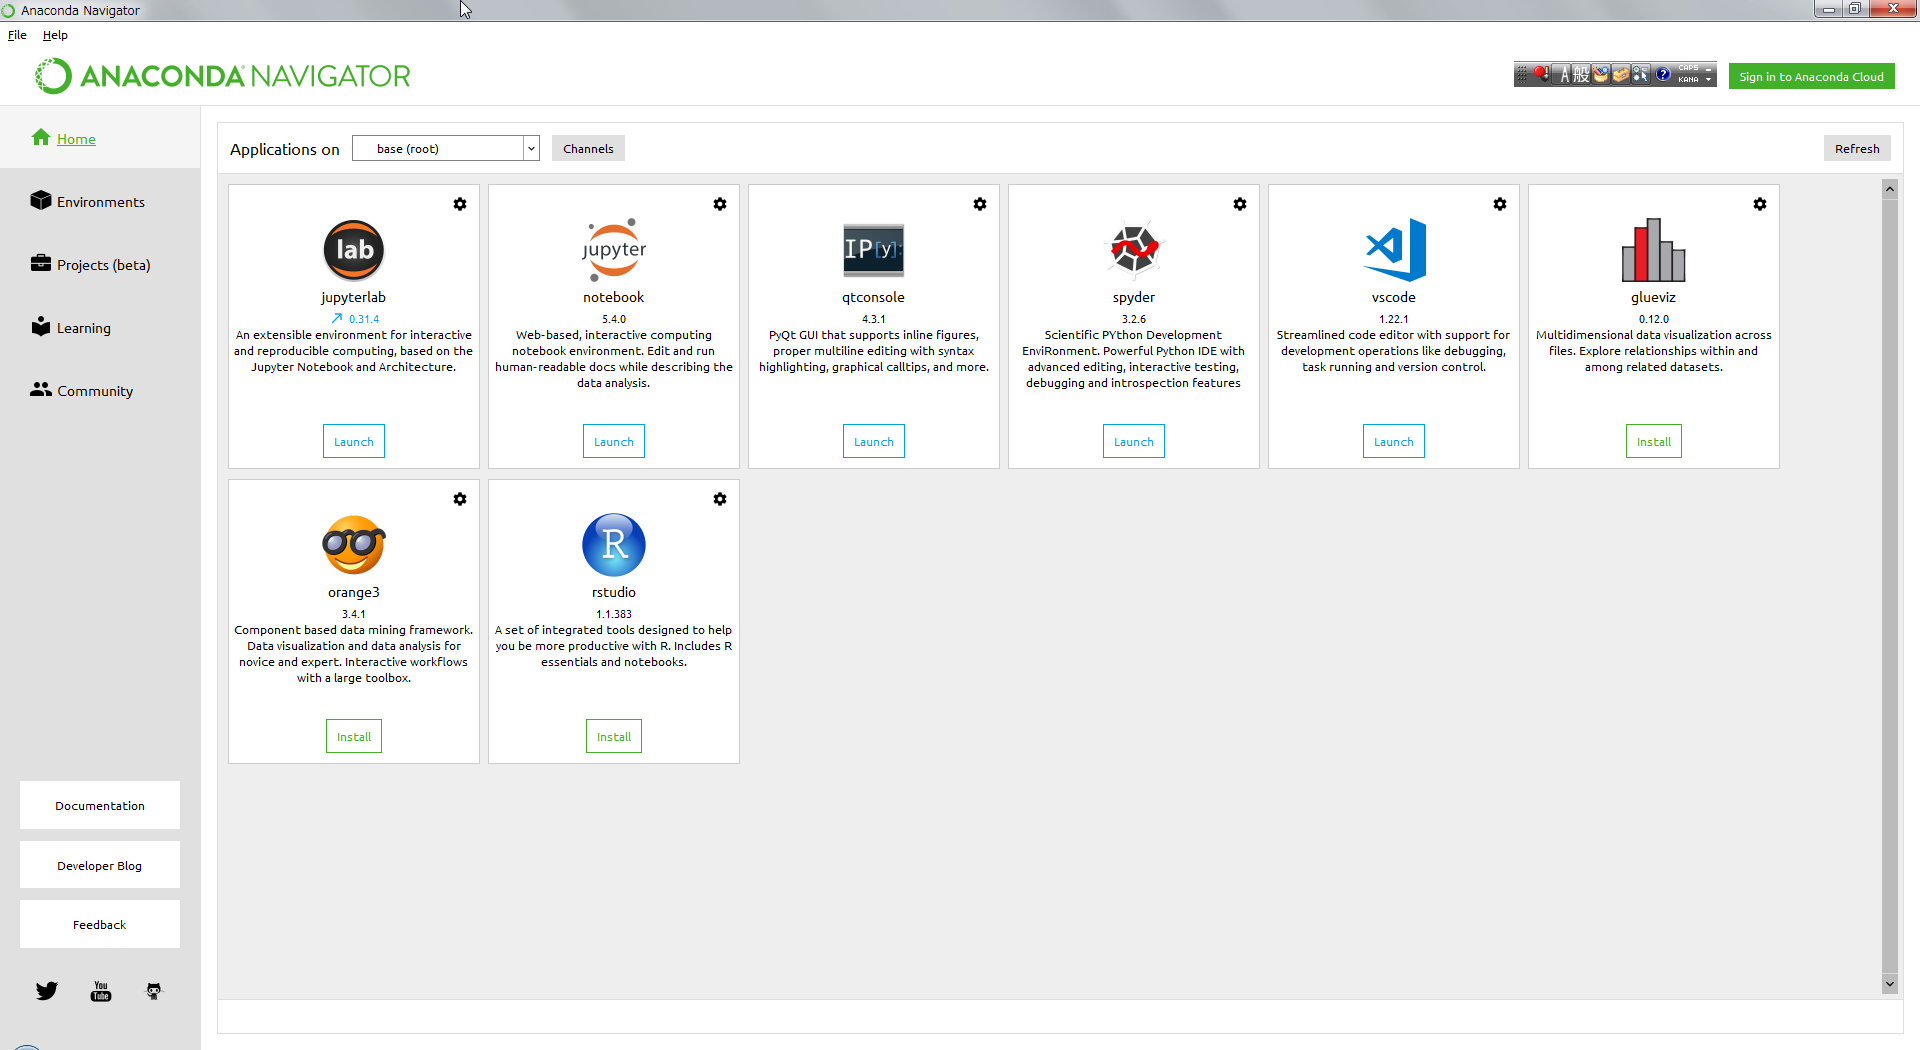 Anaconda Navigator
File Help
ANACONDA NAVIGATOR
A 般 ? CAPS KANA
Sign in to Anaconda Cloud
Home
Environments
Projects (beta)
Learning
Community
Documentation
Developer Blog
Feedback
You Tube
Applications on base (root) Channels Refresh
lab
jupyterlab
0.31.4
An extensible environment for interactive
and reproducible computing, based on the
Jupyter Notebook and Architecture.
Launch
jupyter
notebook
5.4.0
Web-based, interactive computing
notebook environment. Edit and run
human-readable docs while describing the
data analysis.
Launch
IP[y]:
qtconsole
4.3.1
PyQt GUI that supports inline figures,
proper multiline editing with syntax
highlighting, graphical calltips, and more.
Launch
spyder
3.2.6
Scientific PYthon Development
EnviRonment. Powerful Python IDE with
advanced editing, interactive testing,
debugging and introspection features
Launch
vscode
1.22.1
Streamlined code editor with support for
development operations like debugging,
task running and version control.
Launch
glueviz
0.12.0
Multidimensional data visualization across
files. Explore relationships within and
among related datasets.
Install
orange3
3.4.1
Component based data mining framework.
Data visualization and data analysis for
novice and expert. Interactive workflows
with a large toolbox.
Install
R
rstudio
1.1.383
A set of integrated tools designed to help
you be more productive with R. Includes R
essentials and notebooks.
Install